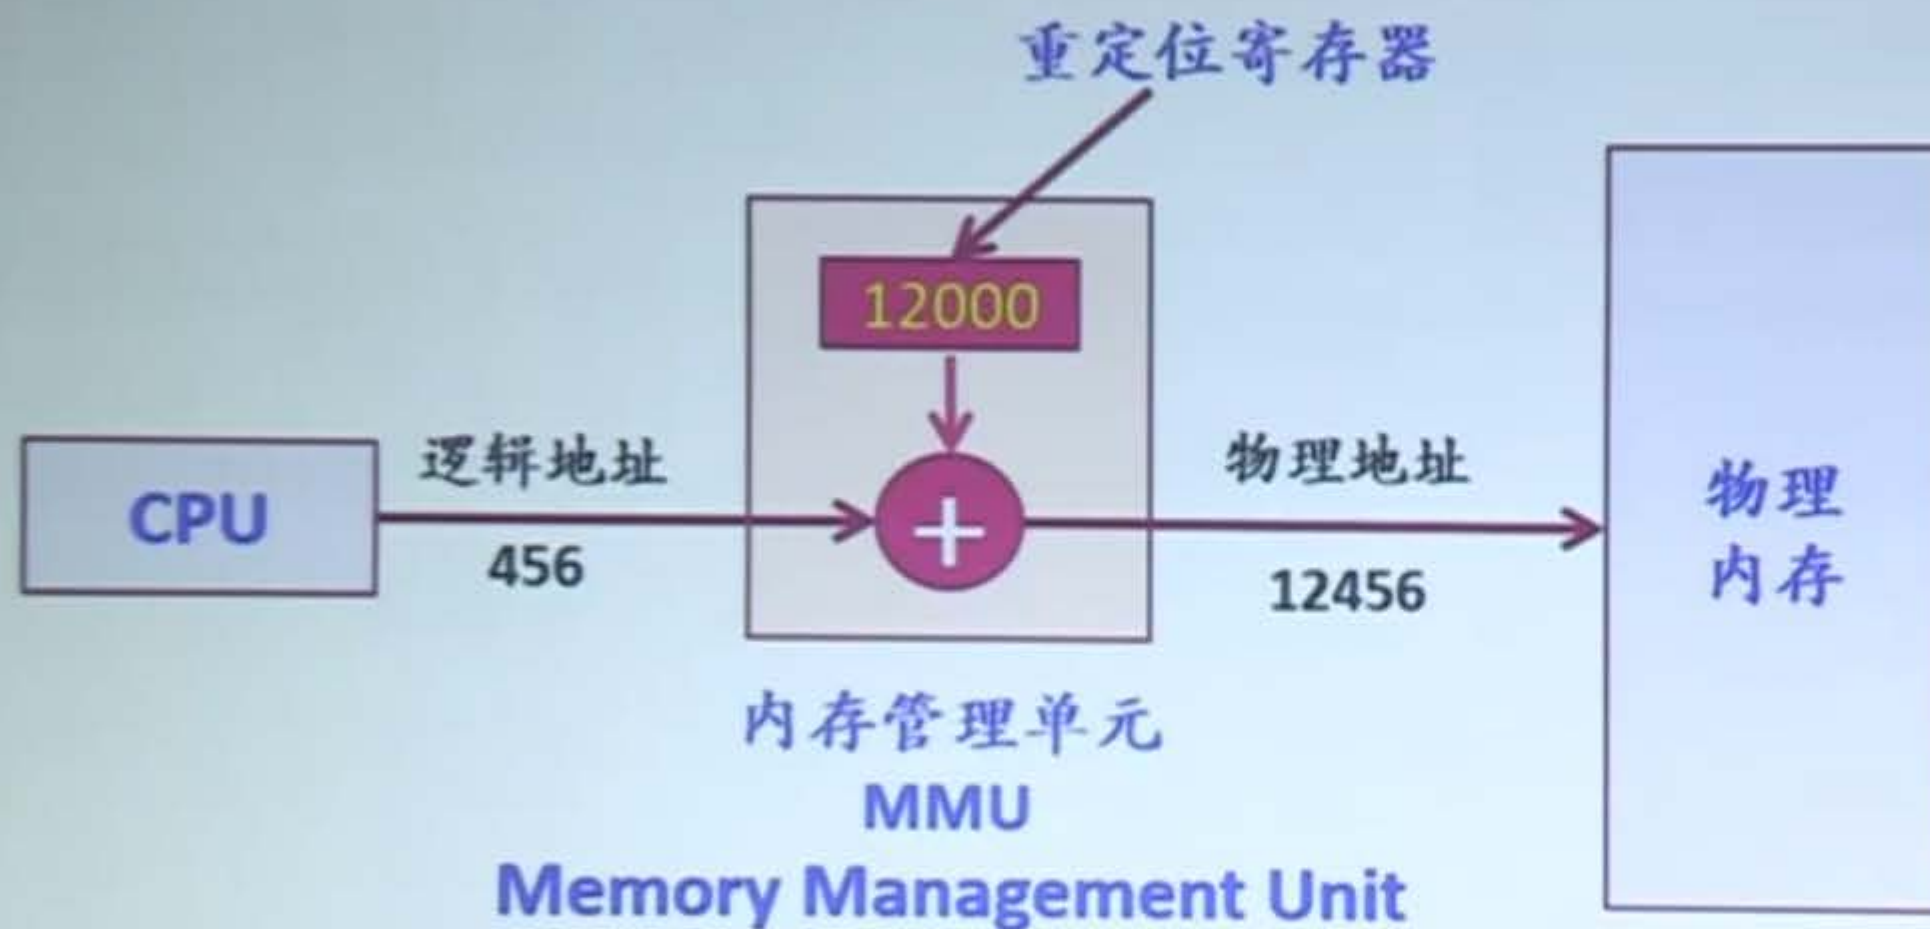 重定位寄存器
12000
CPU
逻辑地址
456
+
物理地址
12456
物理
内存
内存管理单元
MMU
Memory Management Unit